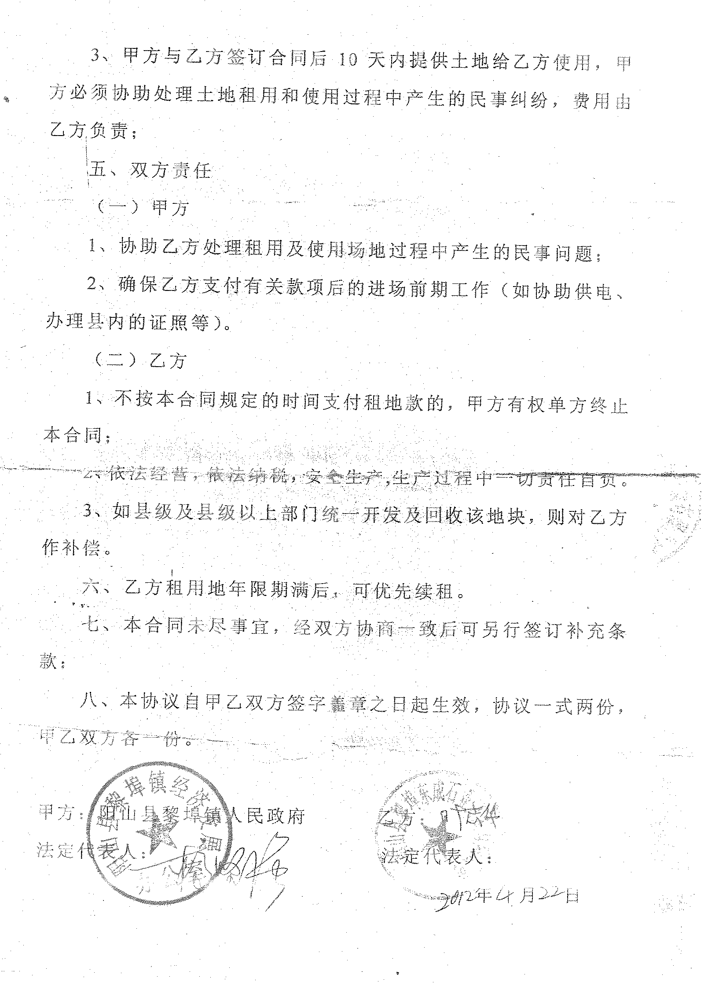 3、甲方与乙方签订合同后 10 天内提供土地给乙方使用，甲
方必须协助处理土地租用和使用过程中产生的民事纠纷，费用由
乙方负责；
五、双方责任
（一）甲方
1、协助乙方处理租用及使用场地过程中产生的民事问题；
2、确保乙方支付有关款项后的进场前期工作（如协助供电、
办理县内的证照等）。
（二）乙方
1、不按本合同规定的时间支付租地款的，甲方有权单方终止
本合同；
2、依法经营，依法纳税，安全生产,生产过程中一切责任自负。
3、如县级及县级以上部门统一开发及回收该地块，则对乙方
作补偿。
六、乙方租用地年限期满后，可优先续租。
七、本合同未尽事宜，经双方协商一致后可另行签订补充条
款；
八、本协议自甲乙双方签字盖章之日起生效，协议一式两份，
甲乙双方各一份。
埠镇经
甲方：阳山县黎埠镇人民政府
东威石
乙方：
法定代表人：
法定代表人：
2012年4月22日